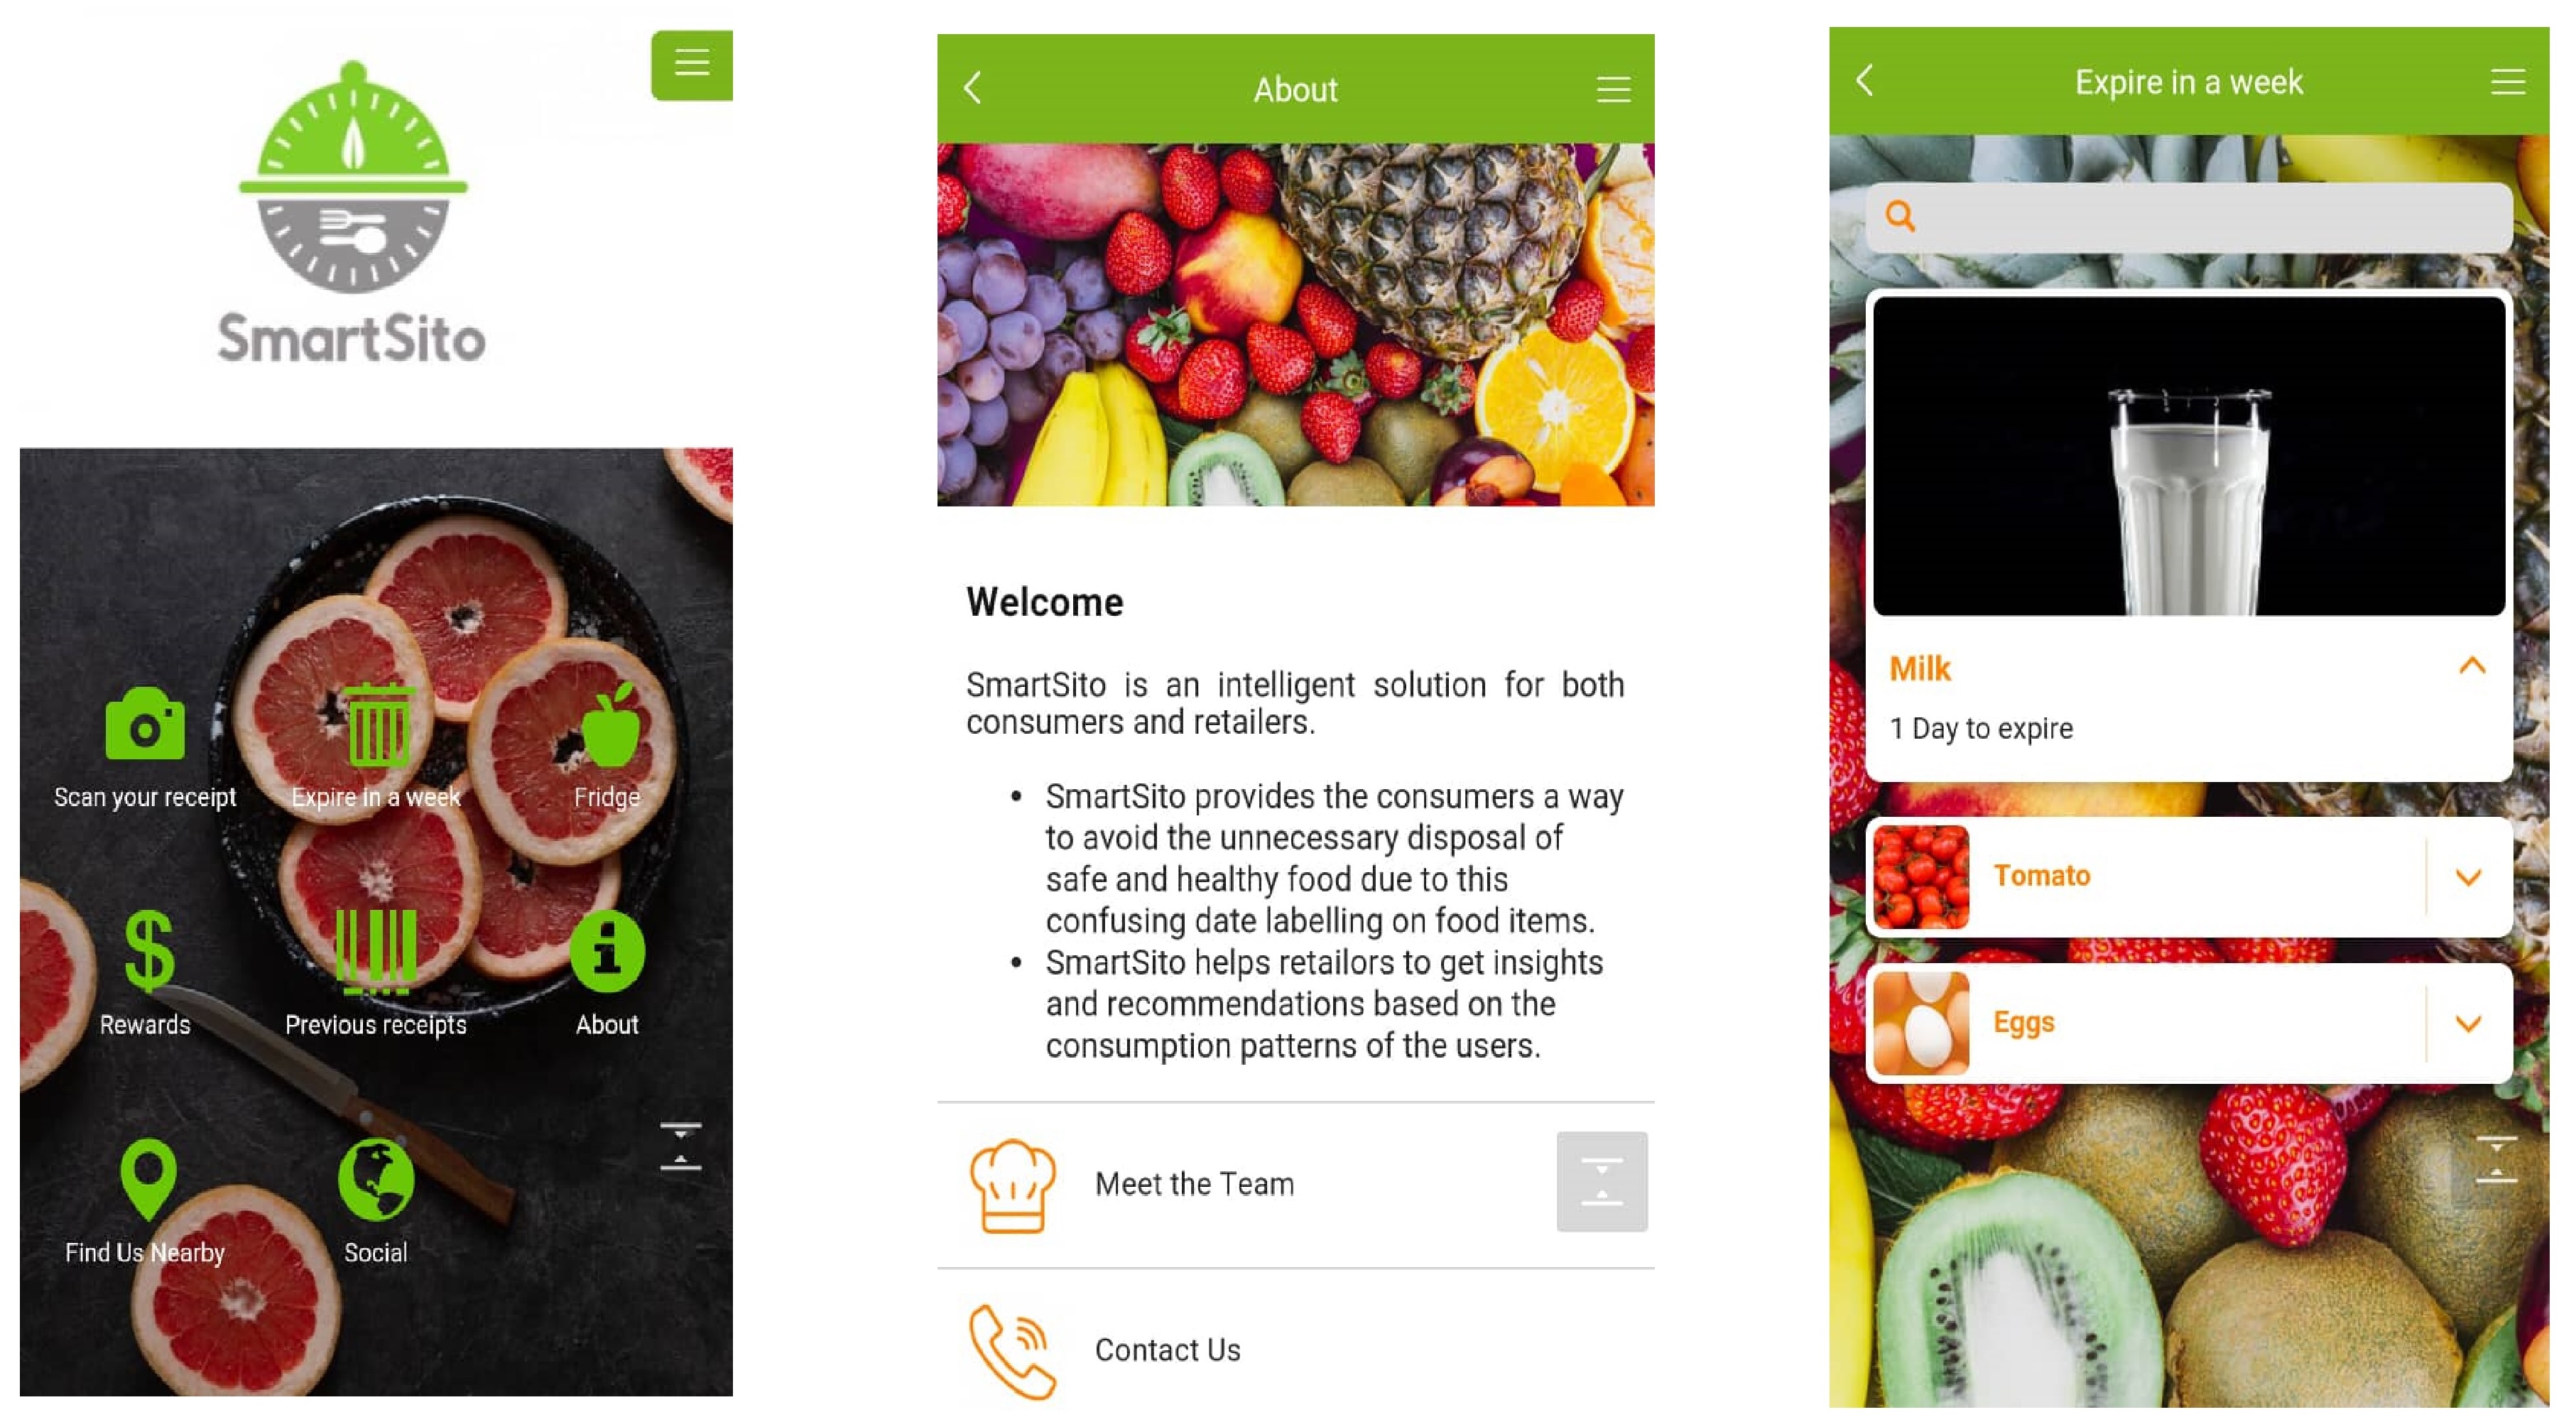 SmartSito
Scan your receipt
Expire in a week
Fridge
Rewards
Previous receipts
About
Find Us Nearby
Social
About
Welcome
SmartSito is an intelligent solution for both
consumers and retailers.
• SmartSito provides the consumers a way
to avoid the unnecessary disposal of
safe and healthy food due to this
confusing date labelling on food items.
• SmartSito helps retailors to get insights
and recommendations based on the
consumption patterns of the users.
Meet the Team
Contact Us
Expire in a week
Milk
1 Day to expire
Tomato
Eggs